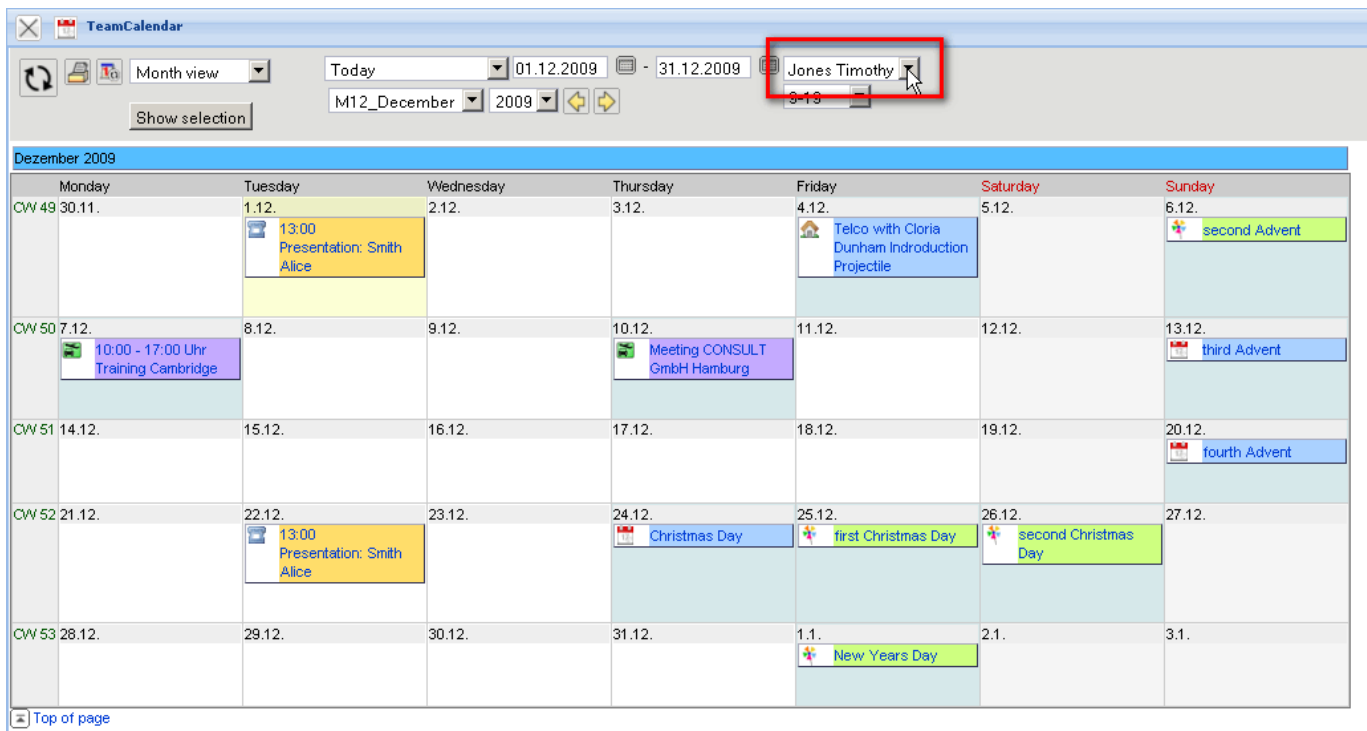 TeamCalendar
Month view
Today
01.12.2009 - 31.12.2009
Jones Timothy
M12_December
2009
9-19
Show selection
Dezember 2009
Monday Tuesday Wednesday Thursday Friday Saturday Sunday
CW 49 30.11. 1.12. 2.12. 3.12. 4.12. 5.12. 6.12.
13:00
Presentation: Smith
Alice
Telco with Cloria
Dunham Indroduction
Projectile
second Advent
CW 50 7.12. 8.12. 9.12. 10.12. 11.12. 12.12. 13.12.
10:00 - 17:00 Uhr
Training Cambridge
Meeting CONSULT
GmbH Hamburg
third Advent
CW 51 14.12. 15.12. 16.12. 17.12. 18.12. 19.12. 20.12.
fourth Advent
CW 52 21.12. 22.12. 23.12. 24.12. 25.12. 26.12. 27.12.
13:00
Presentation: Smith
Alice
Christmas Day
first Christmas Day
second Christmas
Day
CW 53 28.12. 29.12. 30.12. 31.12. 1.1. 2.1. 3.1.
New Years Day
Top of page